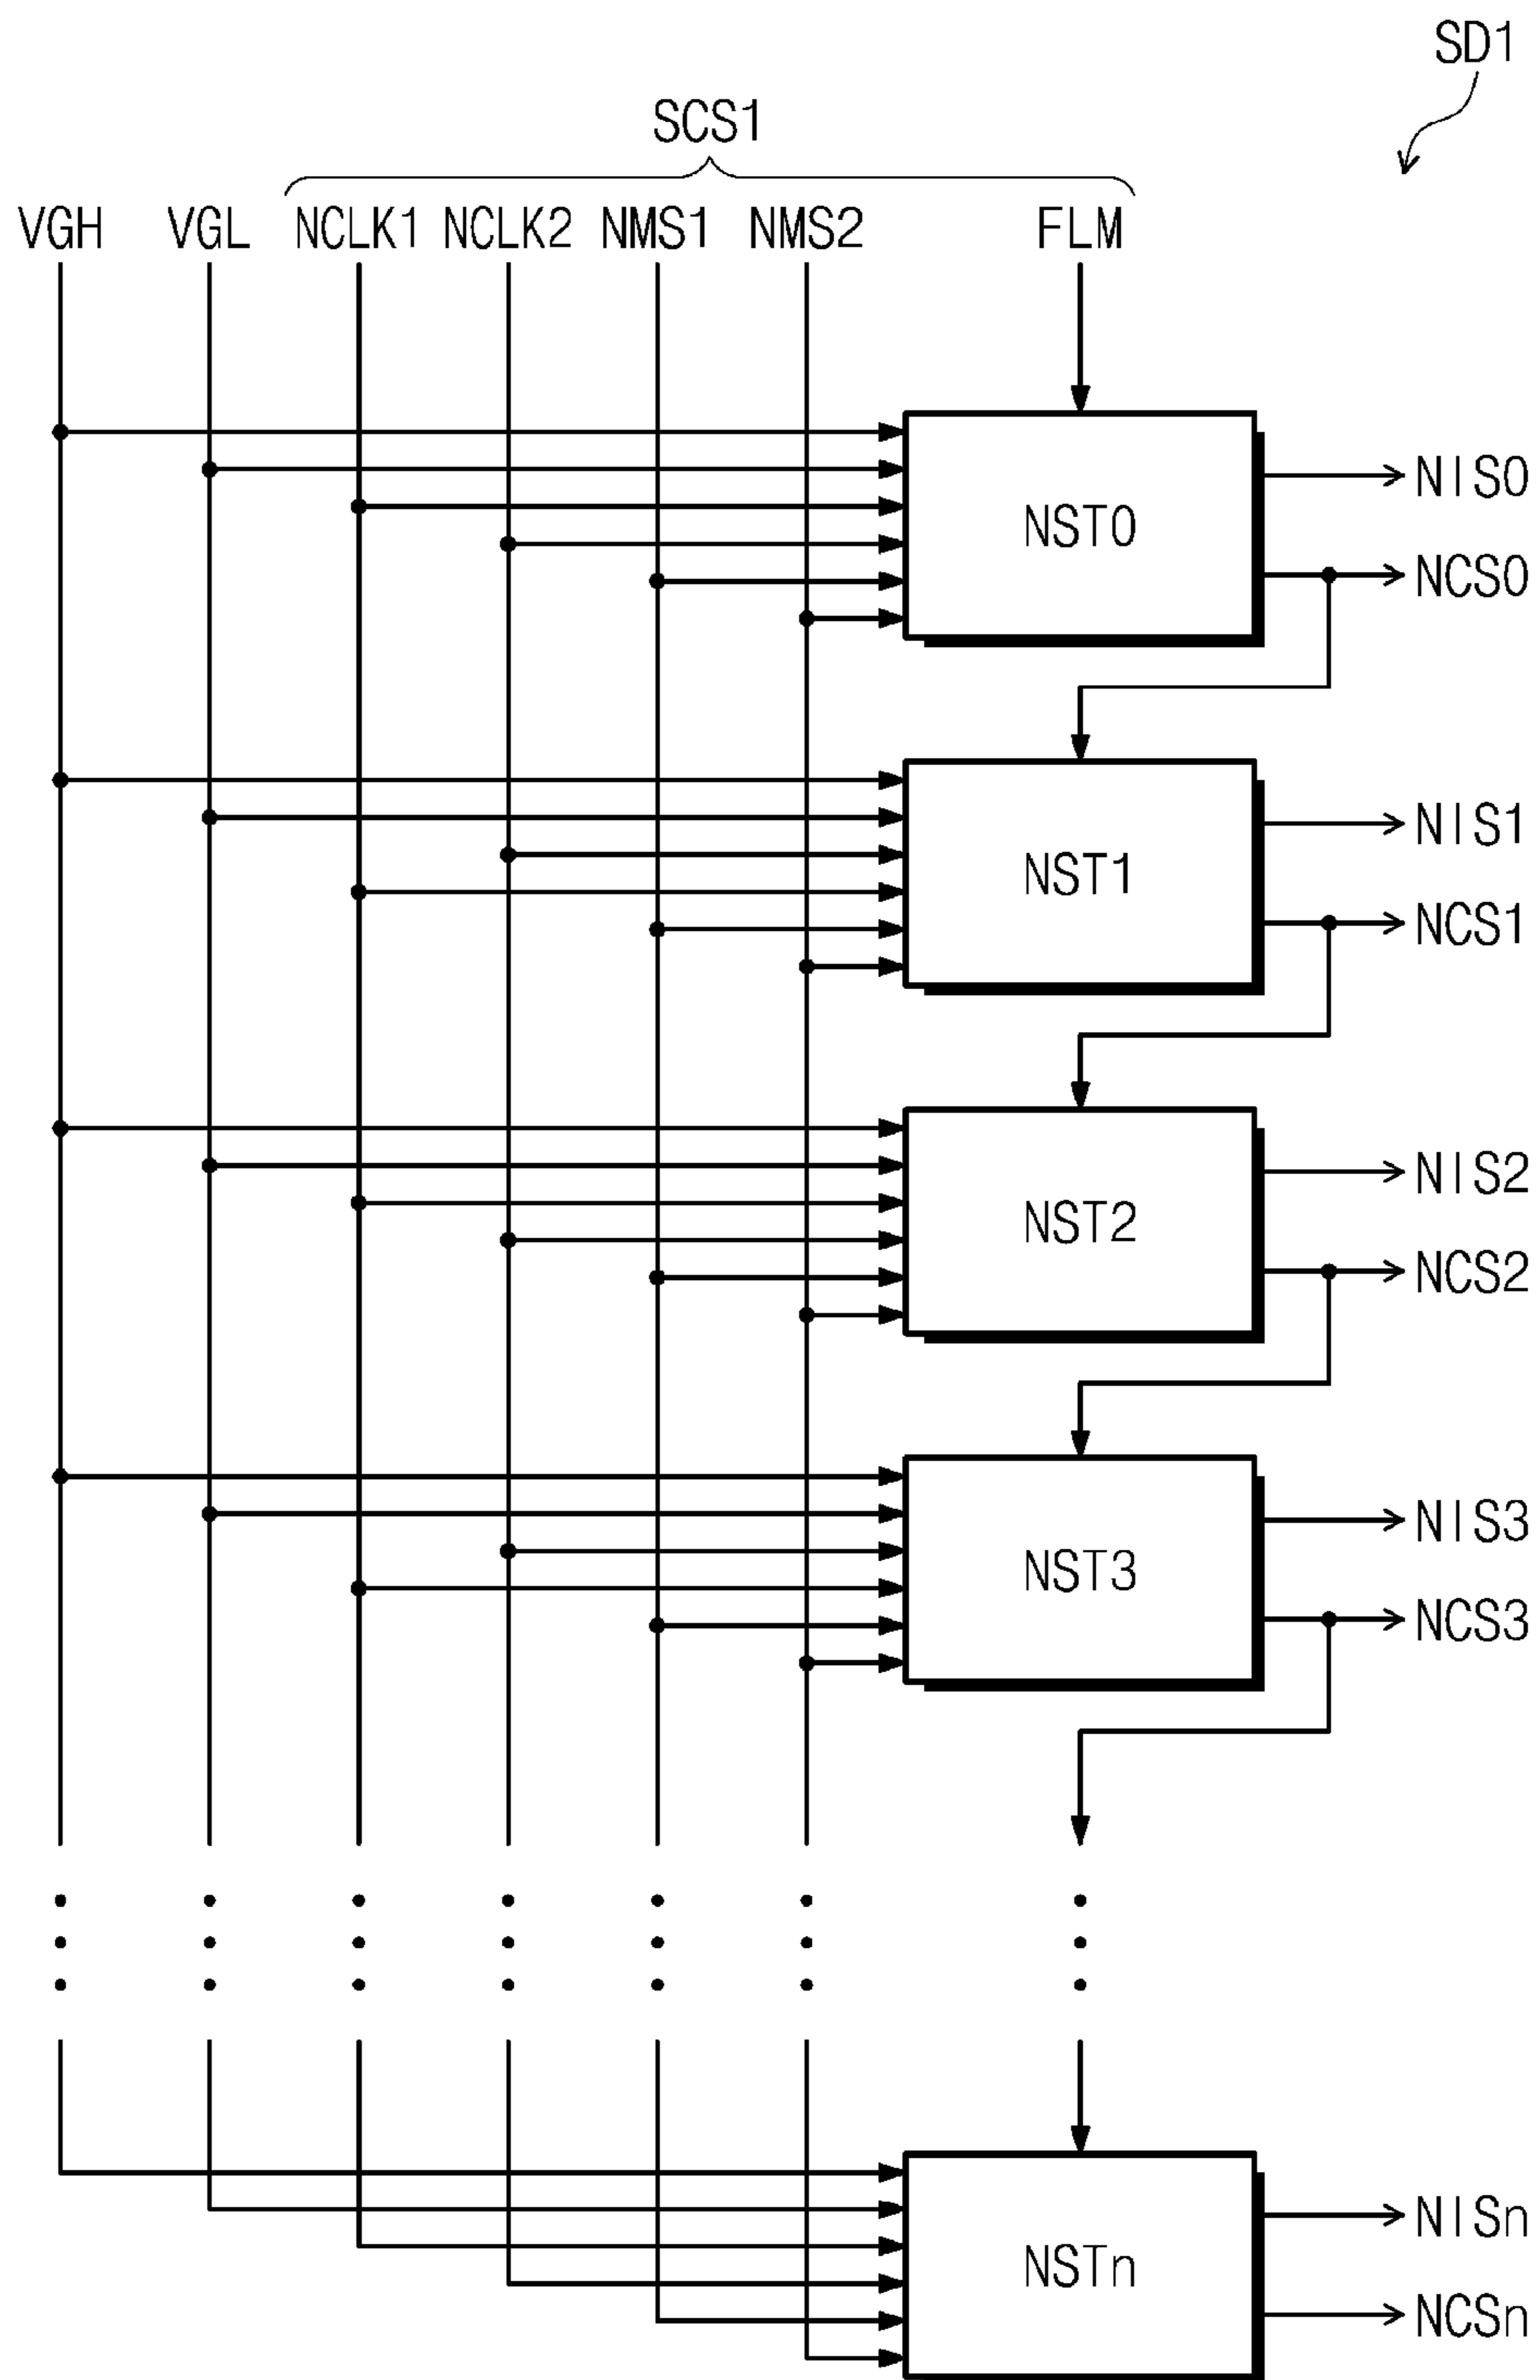 SD1
SCS1
VGH VGL NCLK1 NCLK2 NMS1 NMS2 FLM
NIS0
NST0
NCS0
NIS1
NST1
NCS1
NIS2
NST2
NCS2
NIS3
NST3
NCS3
NISn
NSTn
NCSn